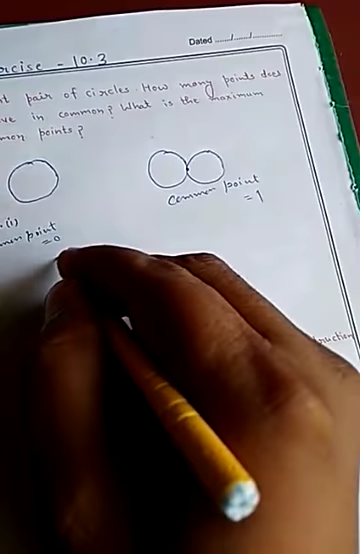 Dated ....../....../............
rcise - 10.3
pair of circles. How many points does
ve in common? What is the maximum
mon points?
(i)
mon point
= 0
Common point
= 1
ruction